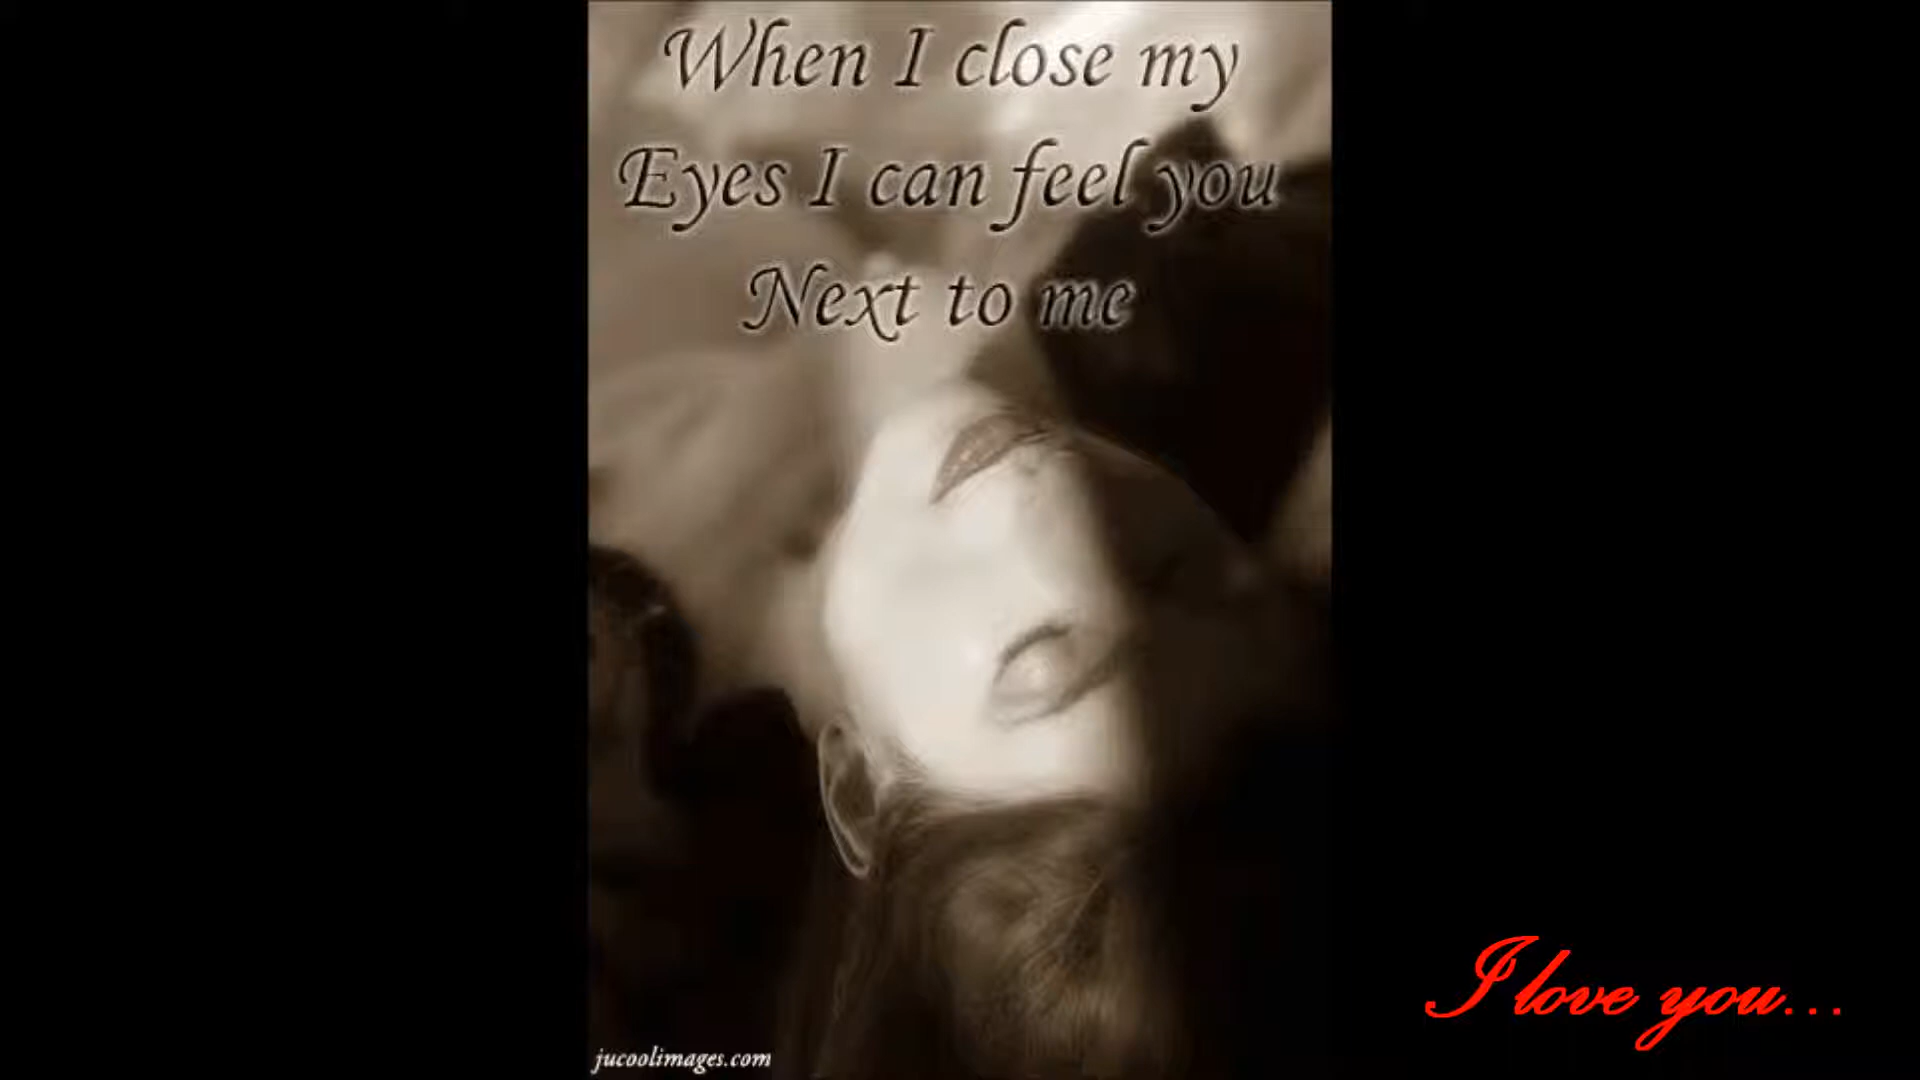 When I close my
Eyes I can feel you
Next to me
I love you...
jucoolimages.com